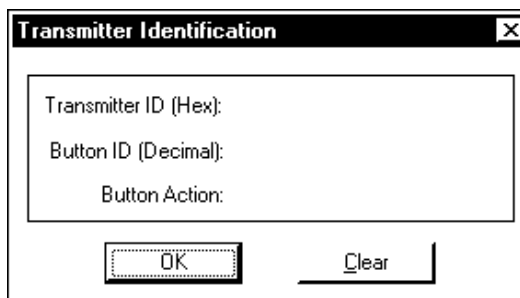 Transmitter Identification
Transmitter ID (Hex):
Button ID (Decimal):
Button Action:
OK Clear